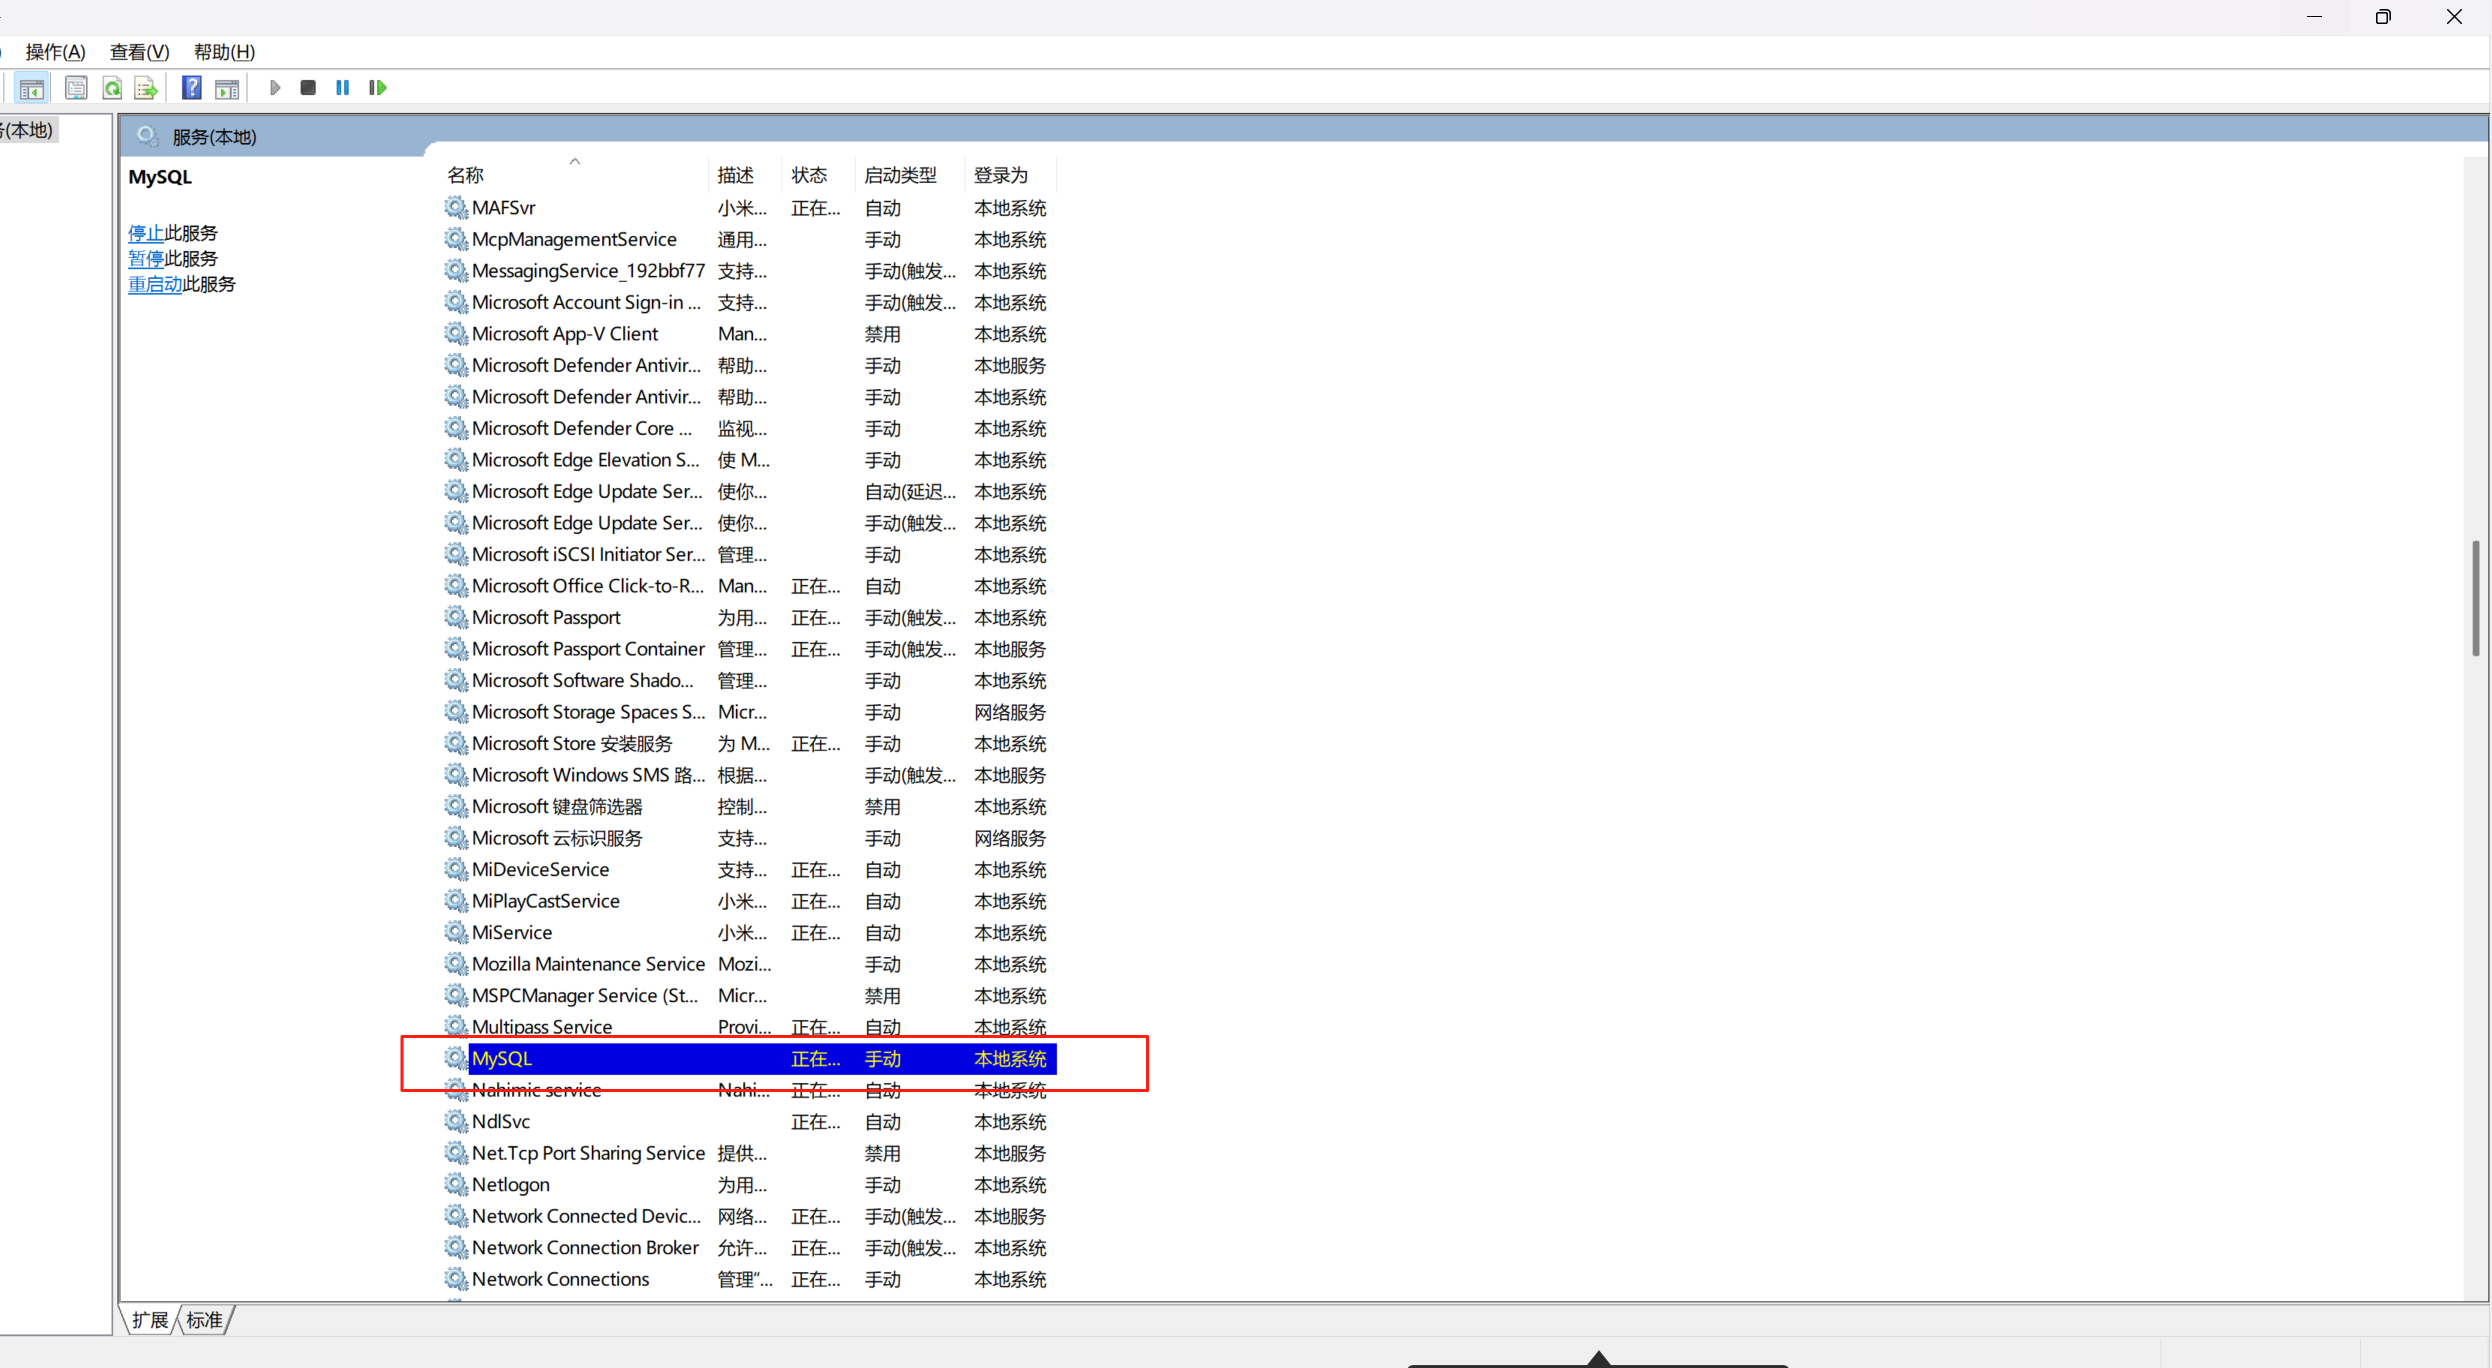 操作(A) 查看(V) 帮助(H)
(本地)
服务(本地)
MySQL
停止此服务
暂停此服务
重启动此服务
名称 描述 状态 启动类型 登录为
MAFSvr 小米... 正在... 自动 本地系统
McpManagementService 通用... 手动 本地系统
MessagingService_192bbf77 支持... 手动(触发... 本地系统
Microsoft Account Sign-in ... 支持... 手动(触发... 本地系统
Microsoft App-V Client Man... 禁用 本地系统
Microsoft Defender Antivir... 帮助... 手动 本地服务
Microsoft Defender Antivir... 帮助... 手动 本地系统
Microsoft Defender Core ... 监视... 手动 本地系统
Microsoft Edge Elevation S... 使 M... 手动 本地系统
Microsoft Edge Update Ser... 使你... 自动(延迟... 本地系统
Microsoft Edge Update Ser... 使你... 手动(触发... 本地系统
Microsoft iSCSI Initiator Ser... 管理... 手动 本地系统
Microsoft Office Click-to-R... Man... 正在... 自动 本地系统
Microsoft Passport 为用... 正在... 手动(触发... 本地系统
Microsoft Passport Container 管理... 正在... 手动(触发... 本地服务
Microsoft Software Shado... 管理... 手动 本地系统
Microsoft Storage Spaces S... Micr... 手动 网络服务
Microsoft Store 安装服务 为 M... 正在... 手动 本地系统
Microsoft Windows SMS 路... 根据... 手动(触发... 本地服务
Microsoft 键盘筛选器 控制... 禁用 本地系统
Microsoft 云标识服务 支持... 手动 网络服务
MiDeviceService 支持... 正在... 自动 本地系统
MiPlayCastService 小米... 正在... 自动 本地系统
MiService 小米... 正在... 自动 本地系统
Mozilla Maintenance Service Mozi... 手动 本地系统
MSPCManager Service (St... Micr... 禁用 本地系统
Multipass Service Provi... 正在... 自动 本地系统
MySQL 正在... 手动 本地系统
Nahimic service Nahi... 正在... 自动 本地系统
NdlSvc 正在... 自动 本地系统
Net.Tcp Port Sharing Service 提供... 禁用 本地服务
Netlogon 为用... 手动 本地系统
Network Connected Devic... 网络... 正在... 手动(触发... 本地服务
Network Connection Broker 允许... 正在... 手动(触发... 本地系统
Network Connections 管理“... 正在... 手动 本地系统
扩展 标准